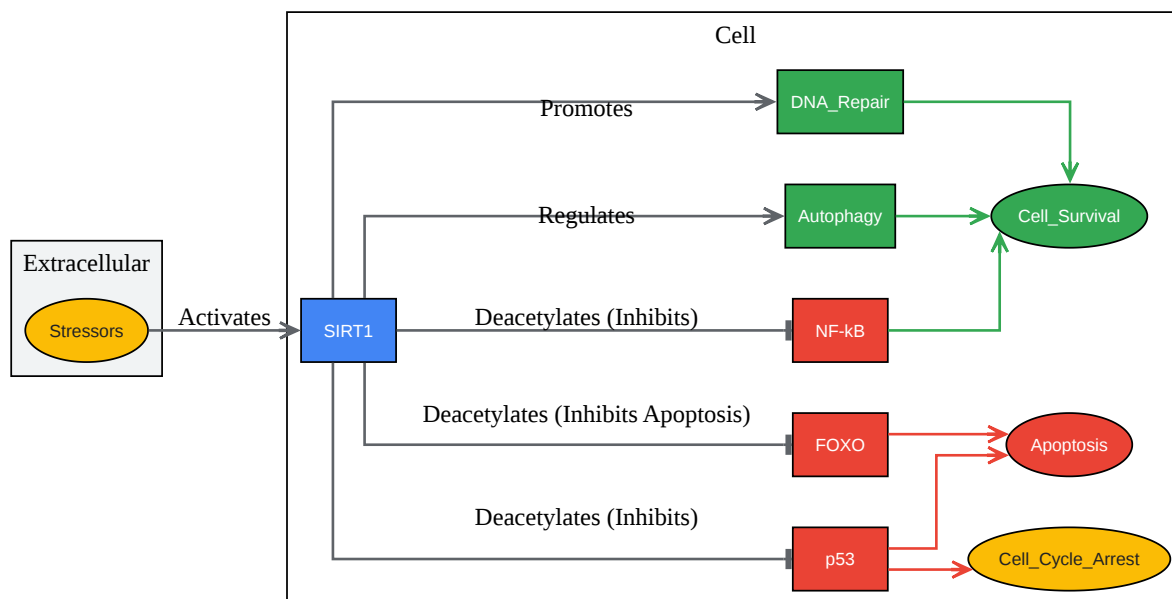 Cell
Promotes
DNA_Repair
Regulates
Autophagy
Cell_Survival
Extracellular
Stressors
Activates
SIRT1
Deacetylates (Inhibits)
NF-kB
Deacetylates (Inhibits Apoptosis)
FOXO
Apoptosis
Deacetylates (Inhibits)
p53
Cell_Cycle_Arrest